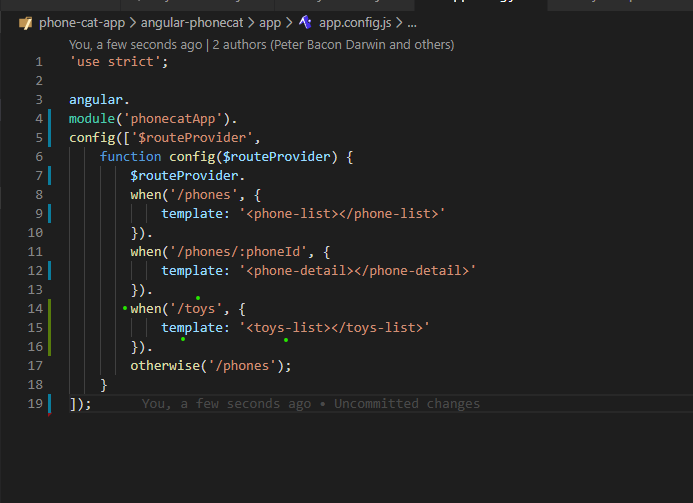 phone-cat-app > angular-phonecat > app > app.config.js > ...
You, a few seconds ago | 2 authors (Peter Bacon Darwin and others)
1 'use strict';
2
3 angular.
4 module('phonecatApp').
5 config(['$routeProvider',
6 function config($routeProvider) {
7 $routeProvider.
8 when('/phones', {
9 template: '<phone-list></phone-list>'
10 }).
11 when('/phones/:phoneId', {
12 template: '<phone-detail></phone-detail>'
13 }).
14 when('/toys', {
15 template: '<toys-list></toys-list>'
16 }).
17 otherwise('/phones');
18 }
19 ]); You, a few seconds ago • Uncommitted changes